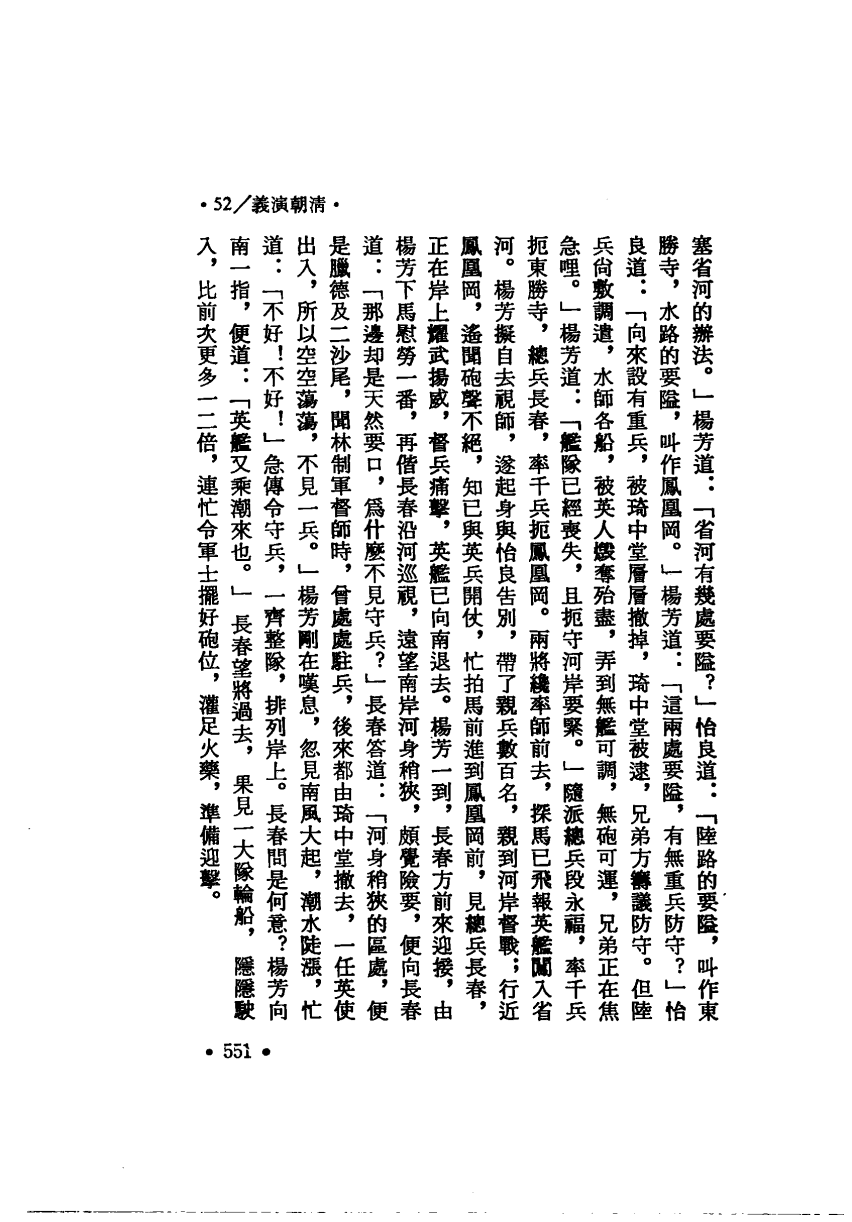 ・52／義演朝清・
塞省河的辦法。」楊芳道：「省河有幾處要隘？」怡良道：「陸路的要隘，叫作東
勝寺，水路的要隘，叫作鳳凰岡。」楊芳道：「這兩處要隘，有無重兵防守？」怡
良道：「向來設有重兵，被琦中堂層層撤掉，琦中堂被逮，兄弟方籌議防守。但陸
兵尙敷調遣，水師各船，被英人燬奪殆盡，弄到無艦可調，無砲可運，兄弟正在焦
急哩。」楊芳道：「艦隊已經喪失，且扼守河岸要緊。」隨派總兵段永福，率千兵
扼東勝寺，總兵長春，率千兵扼鳳凰岡。兩將纔率師前去，探馬已飛報英艦闖入省
河。楊芳擬自去視師，遂起身與怡良告別，帶了親兵數百名，親到河岸督戰；行近
鳳凰岡，遙聞砲聲不絕，知已與英兵開仗，忙拍馬前進到鳳凰岡前，見總兵長春，
正在岸上耀武揚威，督兵痛擊，英艦已向南退去。楊芳一到，長春方前來迎接，由
楊芳下馬慰勞一番，再偕長春沿河巡視，遠望南岸河身稍狹，頗覺險要，便向長春
道：「那邊却是天然要口，爲什麼不見守兵？」長春答道：「河身稍狹的區處，便
是臘德及二沙尾，聞林制軍督師時，曾處處駐兵，後來都由琦中堂撤去，一任英使
出入，所以空空蕩蕩，不見一兵。」楊芳剛在嘆息，忽見南風大起，潮水陡漲，忙
道：「不好！不好！」急傳令守兵，一齊整隊，排列岸上。長春問是何意？楊芳向
南一指，便道：「英艦又乘潮來也。」長春望將過去，果見一大隊輪船，隱隱駛
入，比前次更多一二倍，連忙令軍士擺好砲位，灌足火藥，準備迎擊。
・551・